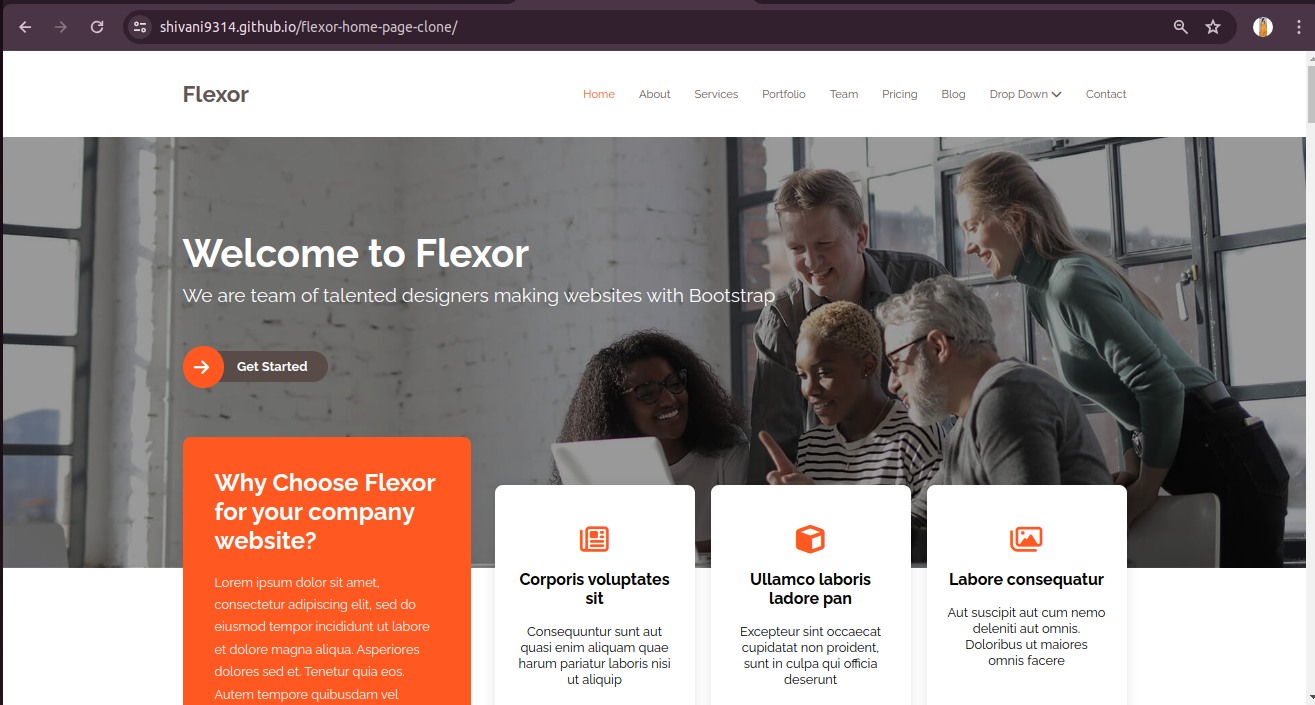 shivani9314.github.io/flexor-home-page-clone/
Flexor
Home About Services Portfolio Team Pricing Blog Drop Down Contact
Welcome to Flexor
We are team of talented designers making websites with Bootstrap
Get Started
Why Choose Flexor
for your company
website?
Lorem ipsum dolor sit amet,
consectetur adipiscing elit, sed do
eiusmod tempor incididunt ut labore
et dolore magna aliqua. Asperiores
dolores sed et. Tenetur quia eos.
Autem tempore quibusdam vel
Corporis voluptates
sit
Consequuntur sunt aut
quasi enim aliquam quae
harum pariatur laboris nisi
ut aliquip
Ullamco laboris
ladore pan
Excepteur sint occaecat
cupidatat non proident,
sunt in culpa qui officia
deserunt
Labore consequatur
Aut suscipit aut cum nemo
deleniti aut omnis.
Doloribus ut maiores
omnis facere